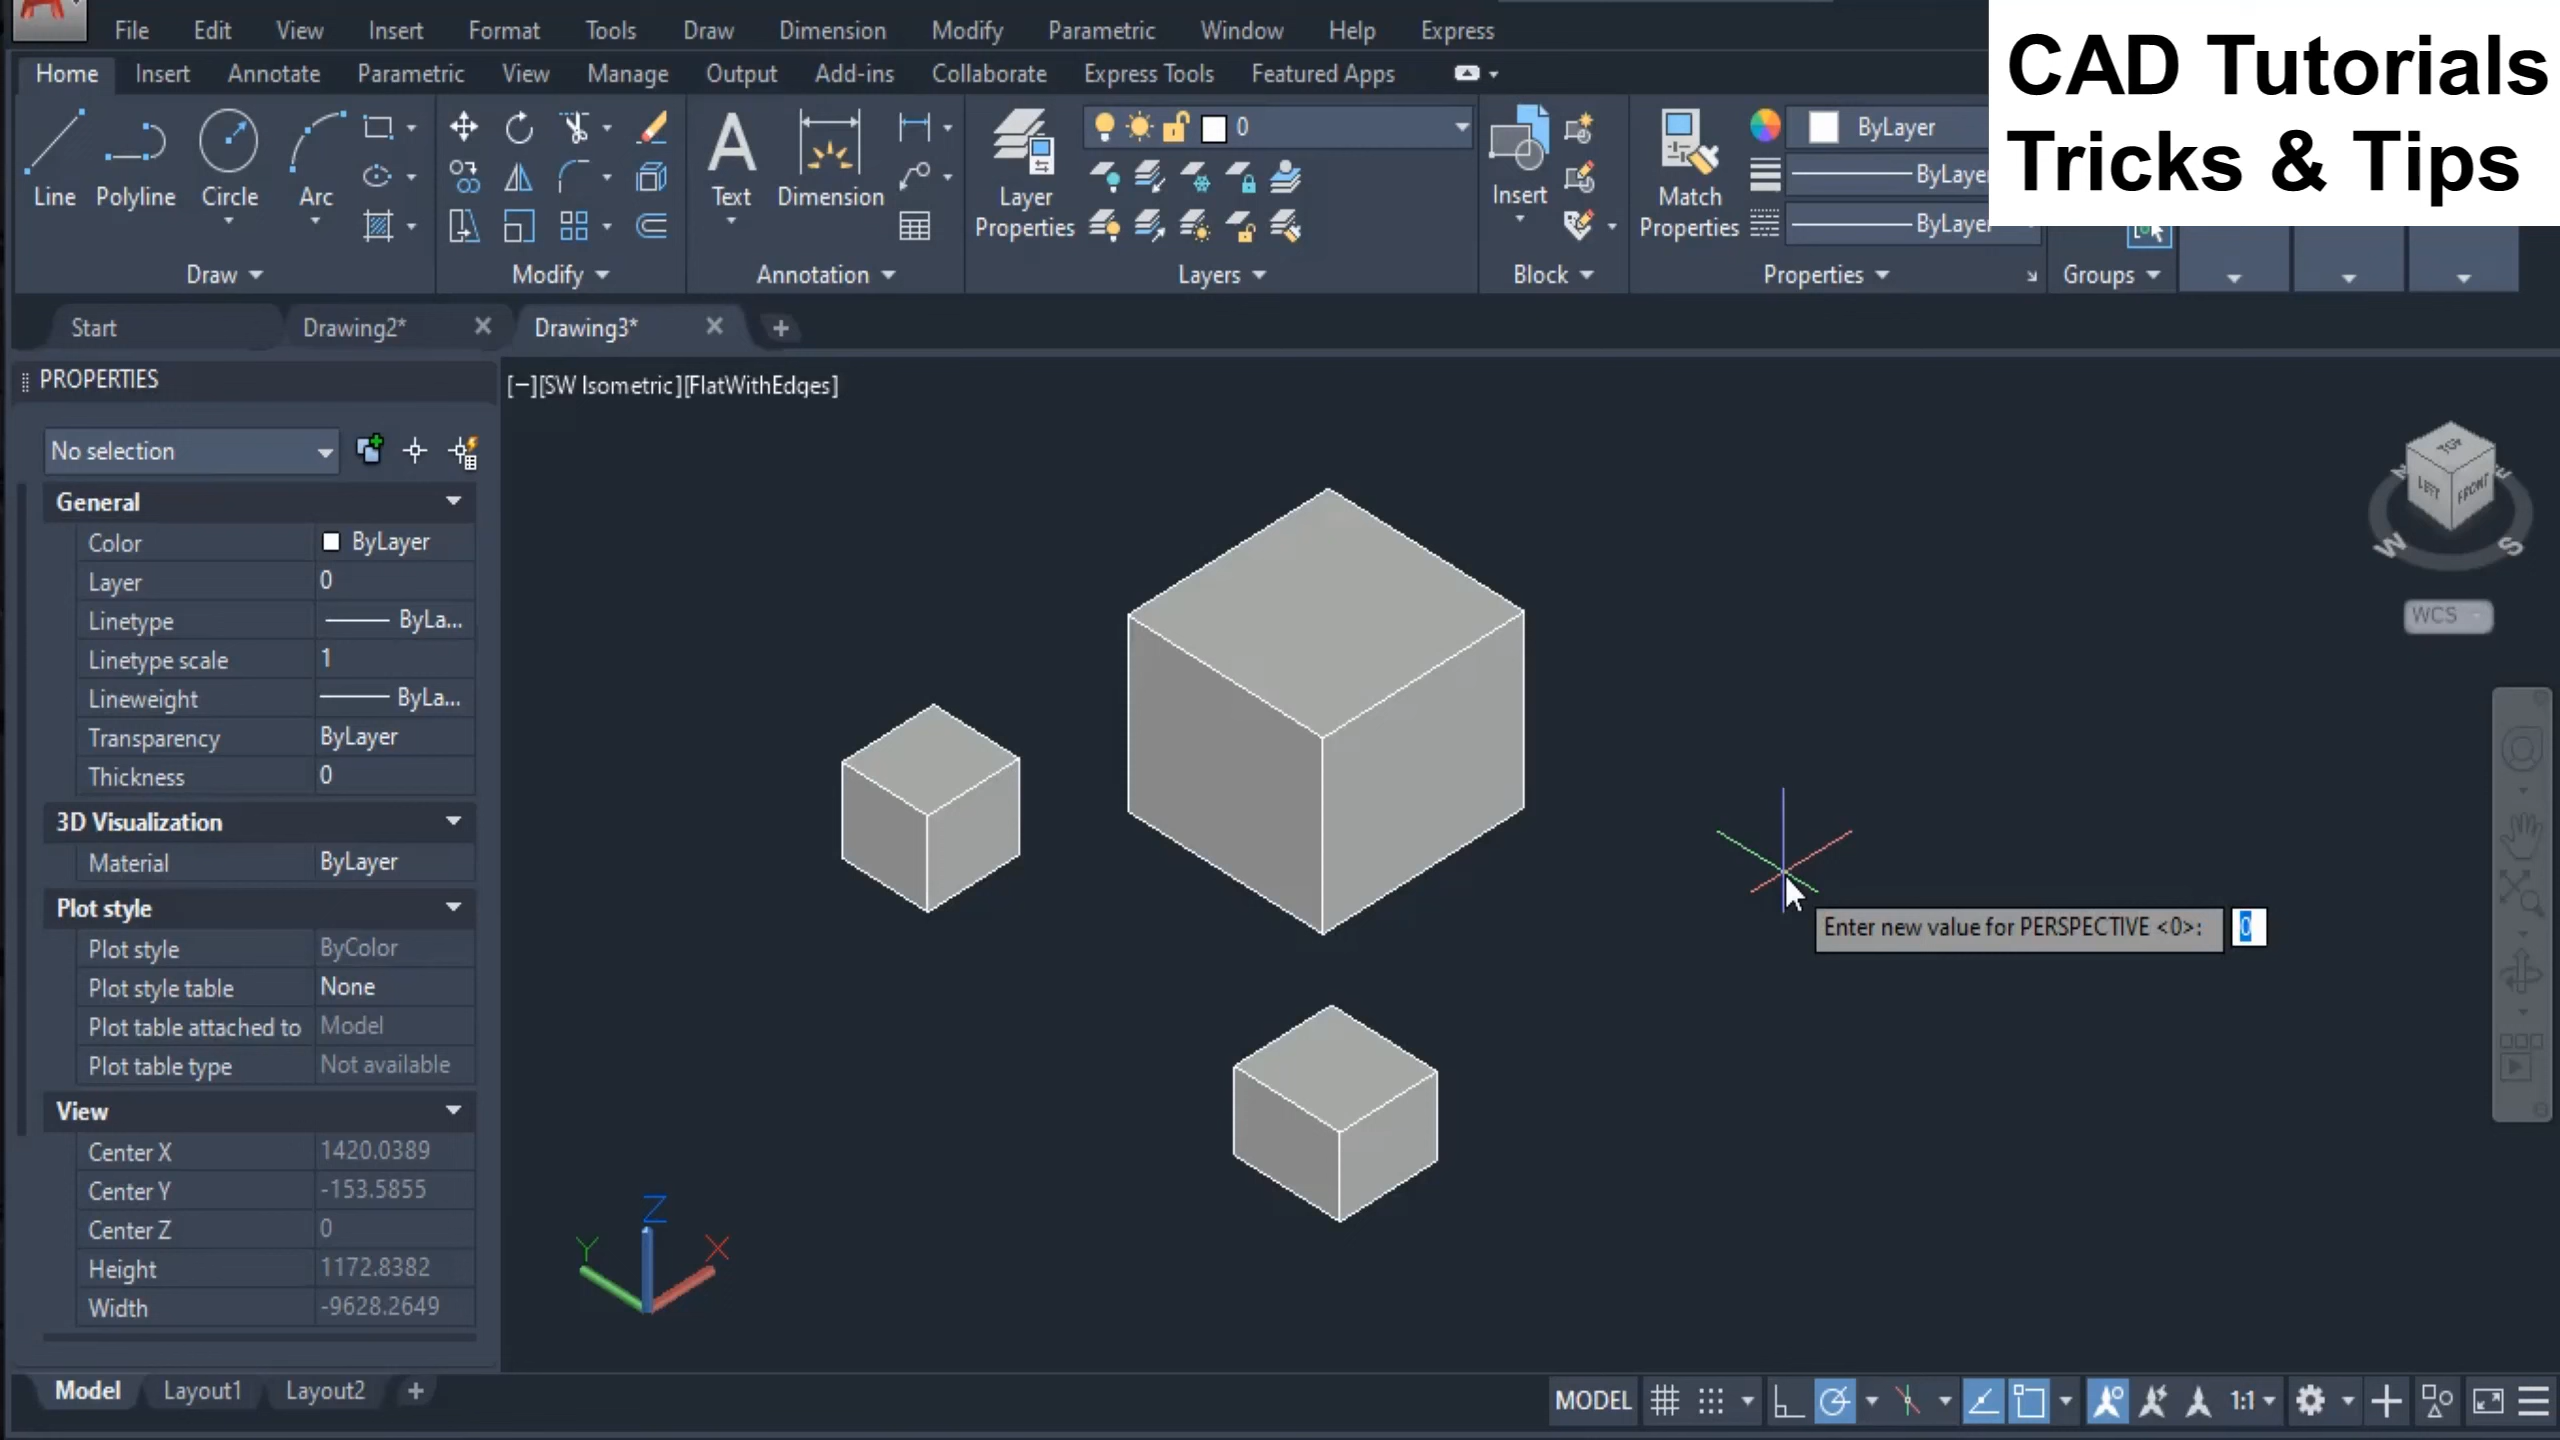 File Edit View Insert Format Tools Draw Dimension Modify Parametric Window Help Express
CAD Tutorials
Tricks & Tips
Home Insert Annotate Parametric View Manage Output Add-ins Collaborate Express Tools Featured Apps
0
ByLayer
Line Polyline Circle Arc
Text Dimension
Layer Properties
Insert
Match Properties
ByLayer
ByLayer
Draw Modify Annotation Layers Block Properties Groups
Start Drawing2* Drawing3*
PROPERTIES
[−][SW Isometric][FlatWithEdges]
No selection
General
Color ByLayer
Layer 0
Linetype ByLa...
Linetype scale 1
Lineweight ByLa...
Transparency ByLayer
Thickness 0
3D Visualization
Material ByLayer
Plot style
Plot style ByColor
Plot style table None
Plot table attached to Model
Plot table type Not available
View
Center X 1420.0389
Center Y -153.5855
Center Z 0
Height 1172.8382
Width -9628.2649
TOP
LEFT FRONT
N E
W S
WCS
Enter new value for PERSPECTIVE <0>: 0
Z
Y X
Model Layout1 Layout2
MODEL 1:1